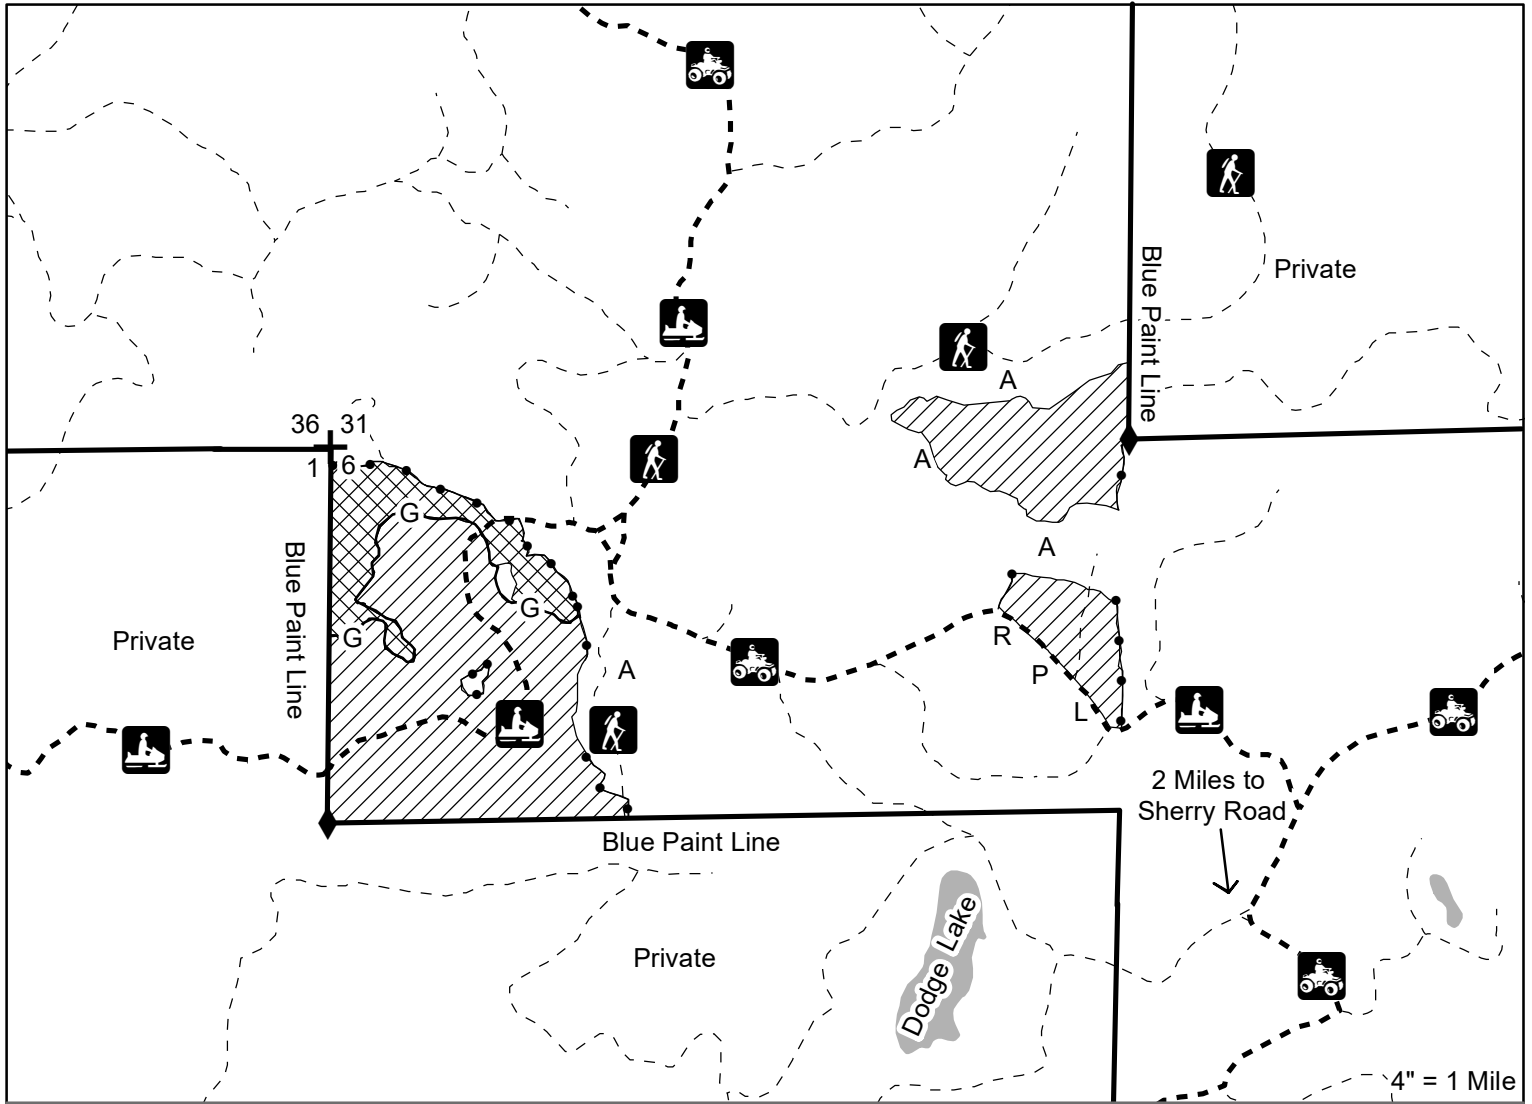 Private
Blue Paint Line
A
36 31
1 6
A
G
A
Blue Paint Line
G
R
G
Private
A
P
L
2 Miles to
Sherry Road
Blue Paint Line
Dodge Lake
Private
4" = 1 Mile